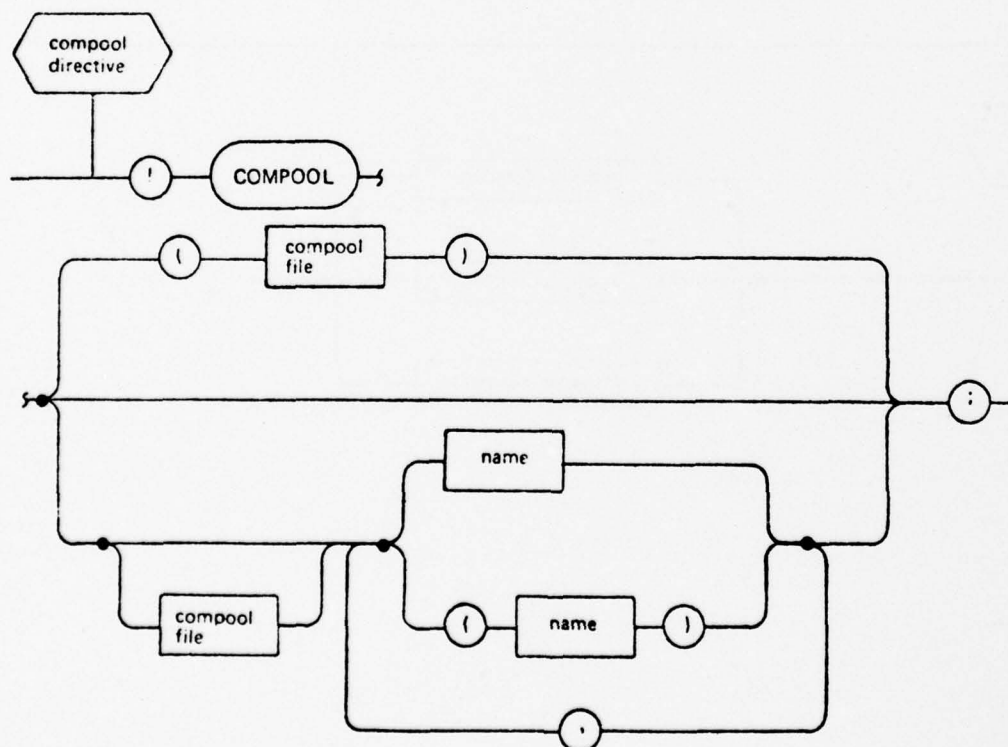 compool
directive
! COMPOOL
( compool
file )
;
name
compool
file
( name )
,